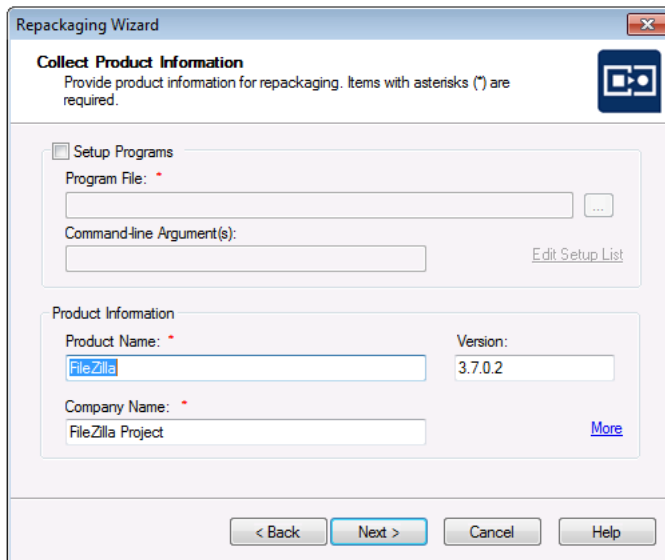 Repackaging Wizard
Collect Product Information
Provide product information for repackaging. Items with asterisks (*) are
required.
Setup Programs
Program File: *
...
Command-line Argument(s):
Edit Setup List
Product Information
Product Name: *
Version:
FileZilla
3.7.0.2
Company Name: *
FileZilla Project
More
< Back
Next >
Cancel
Help